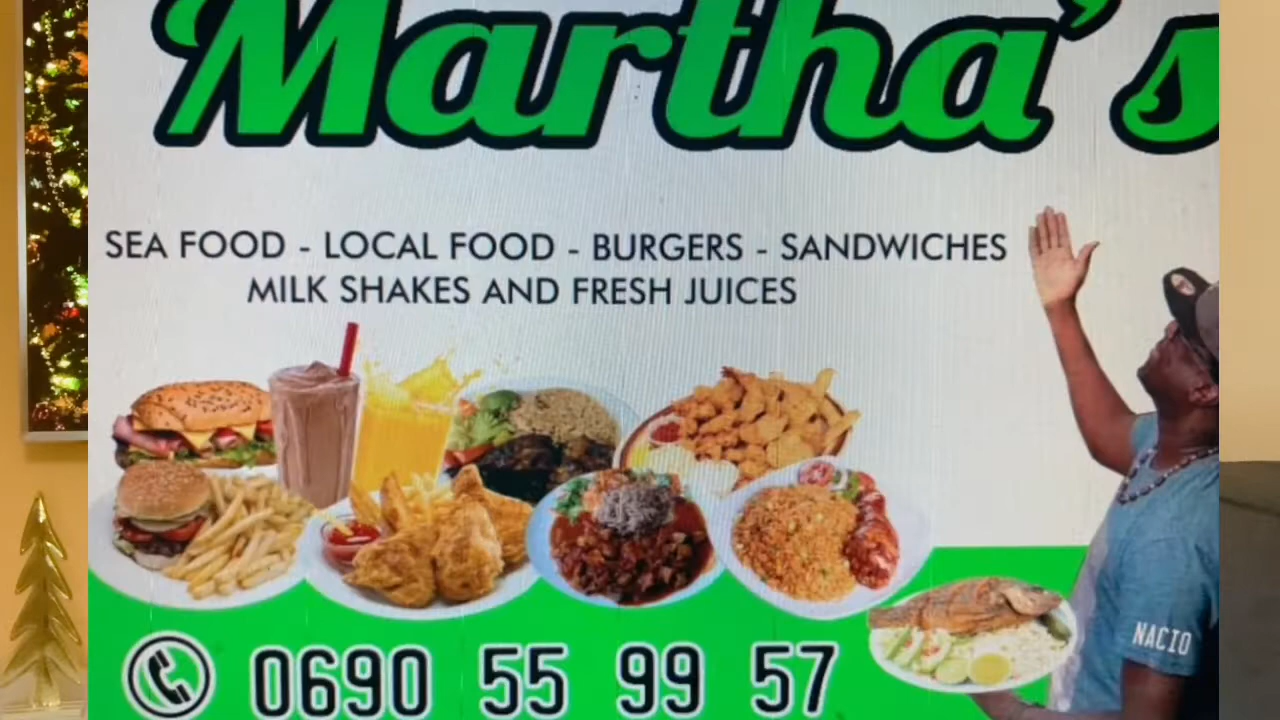 Martha's
SEA FOOD - LOCAL FOOD - BURGERS - SANDWICHES
MILK SHAKES AND FRESH JUICES
NACIO
0690 55 99 57